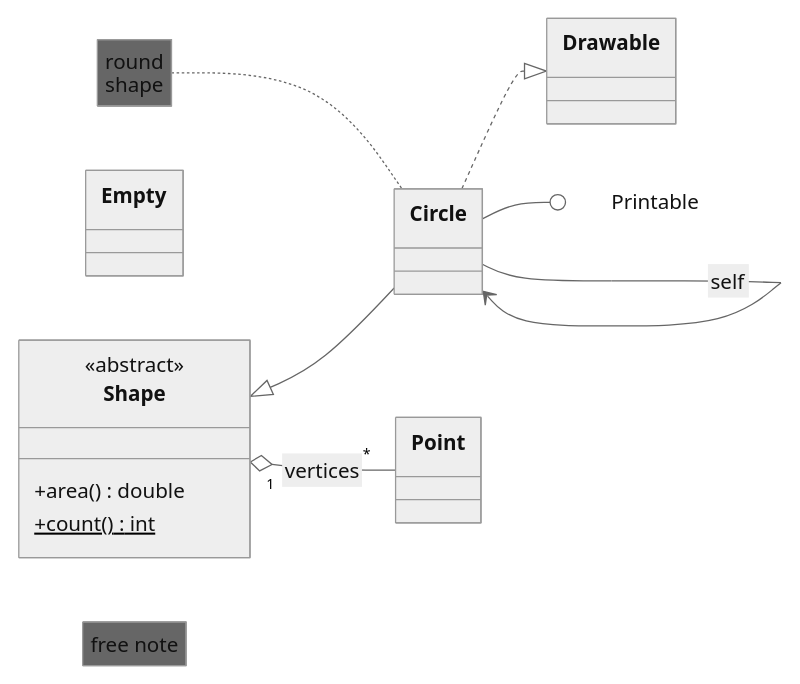 round
shape
Drawable
Empty
Circle
Printable
self
«abstract»
Shape
+area() : double
+count() : int
1
vertices
*
Point
free note